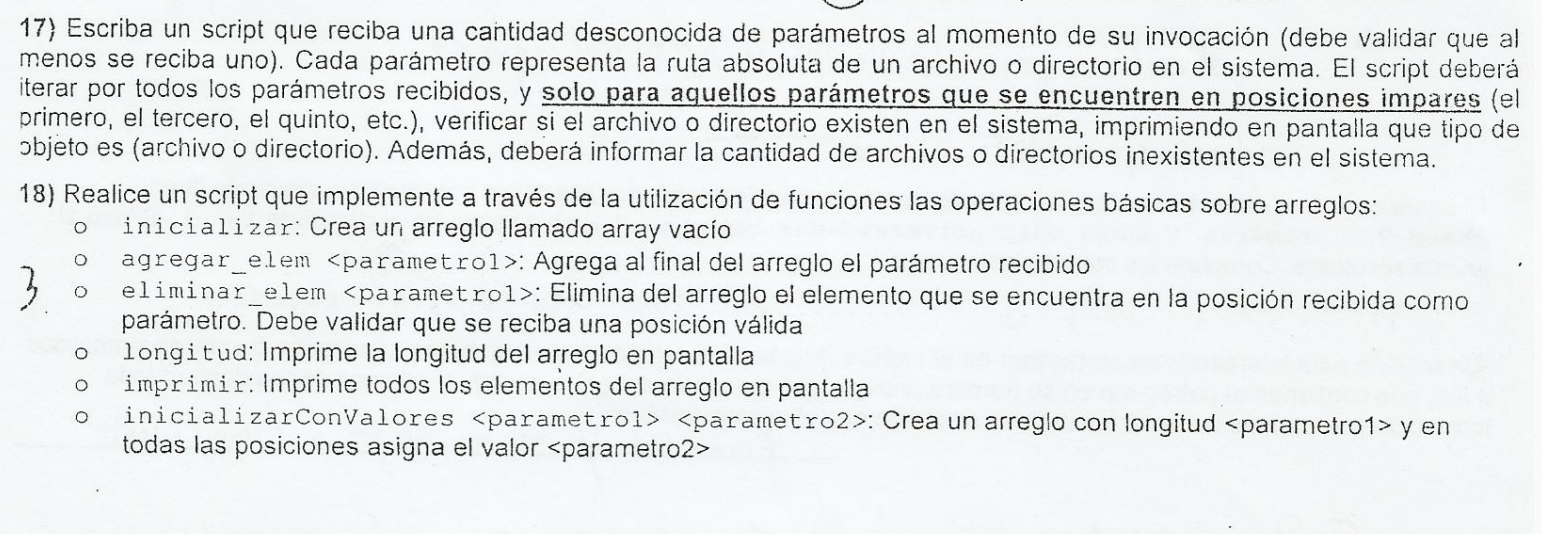 17) Escriba un script que reciba una cantidad desconocida de parámetros al momento de su invocación (debe validar que al
menos se reciba uno). Cada parámetro representa la ruta absoluta de un archivo o directorio en el sistema. El script deberá
iterar por todos los parámetros recibidos, y solo para aquellos parámetros que se encuentren en posiciones impares (el
primero, el tercero, el quinto, etc.), verificar si el archivo o directorio existen en el sistema, imprimiendo en pantalla que tipo de
objeto es (archivo o directorio). Además, deberá informar la cantidad de archivos o directorios inexistentes en el sistema.
18) Realice un script que implemente a través de la utilización de funciones las operaciones básicas sobre arreglos:
o inicializar: Crea un arreglo llamado array vacío
o agregar_elem <parametro1>: Agrega al final del arreglo el parámetro recibido
3
o eliminar_elem <parametro1>: Elimina del arreglo el elemento que se encuentra en la posición recibida como
parámetro. Debe validar que se reciba una posición válida
o longitud: Imprime la longitud del arreglo en pantalla
o imprimir: Imprime todos los elementos del arreglo en pantalla
o inicializarConValores <parametro1> <parametro2>: Crea un arreglo con longitud <parametro1> y en
todas las posiciones asigna el valor <parametro2>